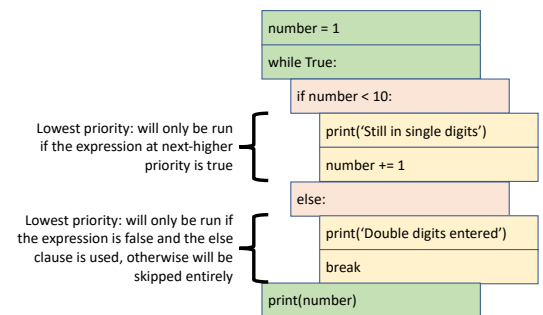 number = 1
while True:
if number < 10:
Lowest priority: will only be run
if the expression at next-higher
priority is true
print(‘Still in single digits’)
number += 1
else:
Lowest priority: will only be run if
the expression is false and the else
clause is used, otherwise will be
skipped entirely
print(‘Double digits entered’)
break
print(number)